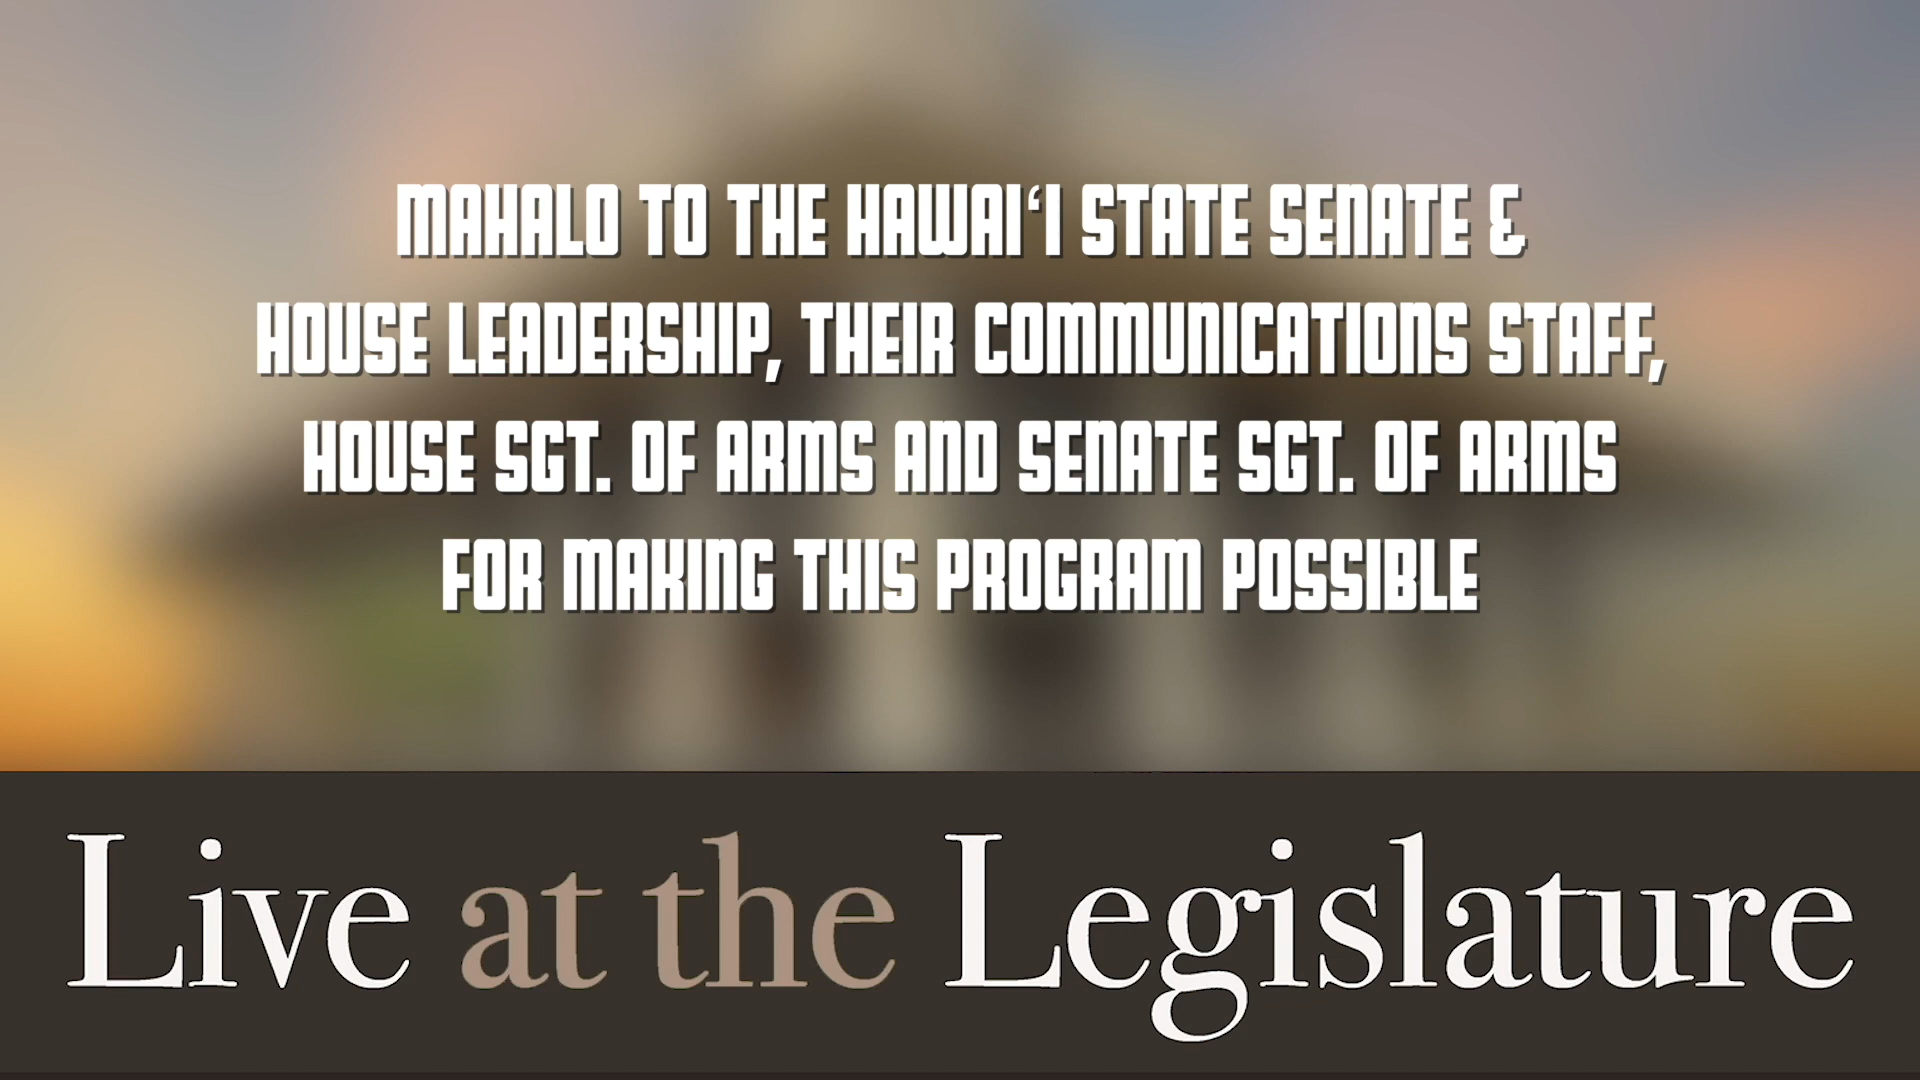 MAHALO TO THE HAWAIʻI STATE SENATE &
HOUSE LEADERSHIP, THEIR COMMUNICATIONS STAFF,
HOUSE SGT. OF ARMS AND SENATE SGT. OF ARMS
FOR MAKING THIS PROGRAM POSSIBLE
Live at the Legislature